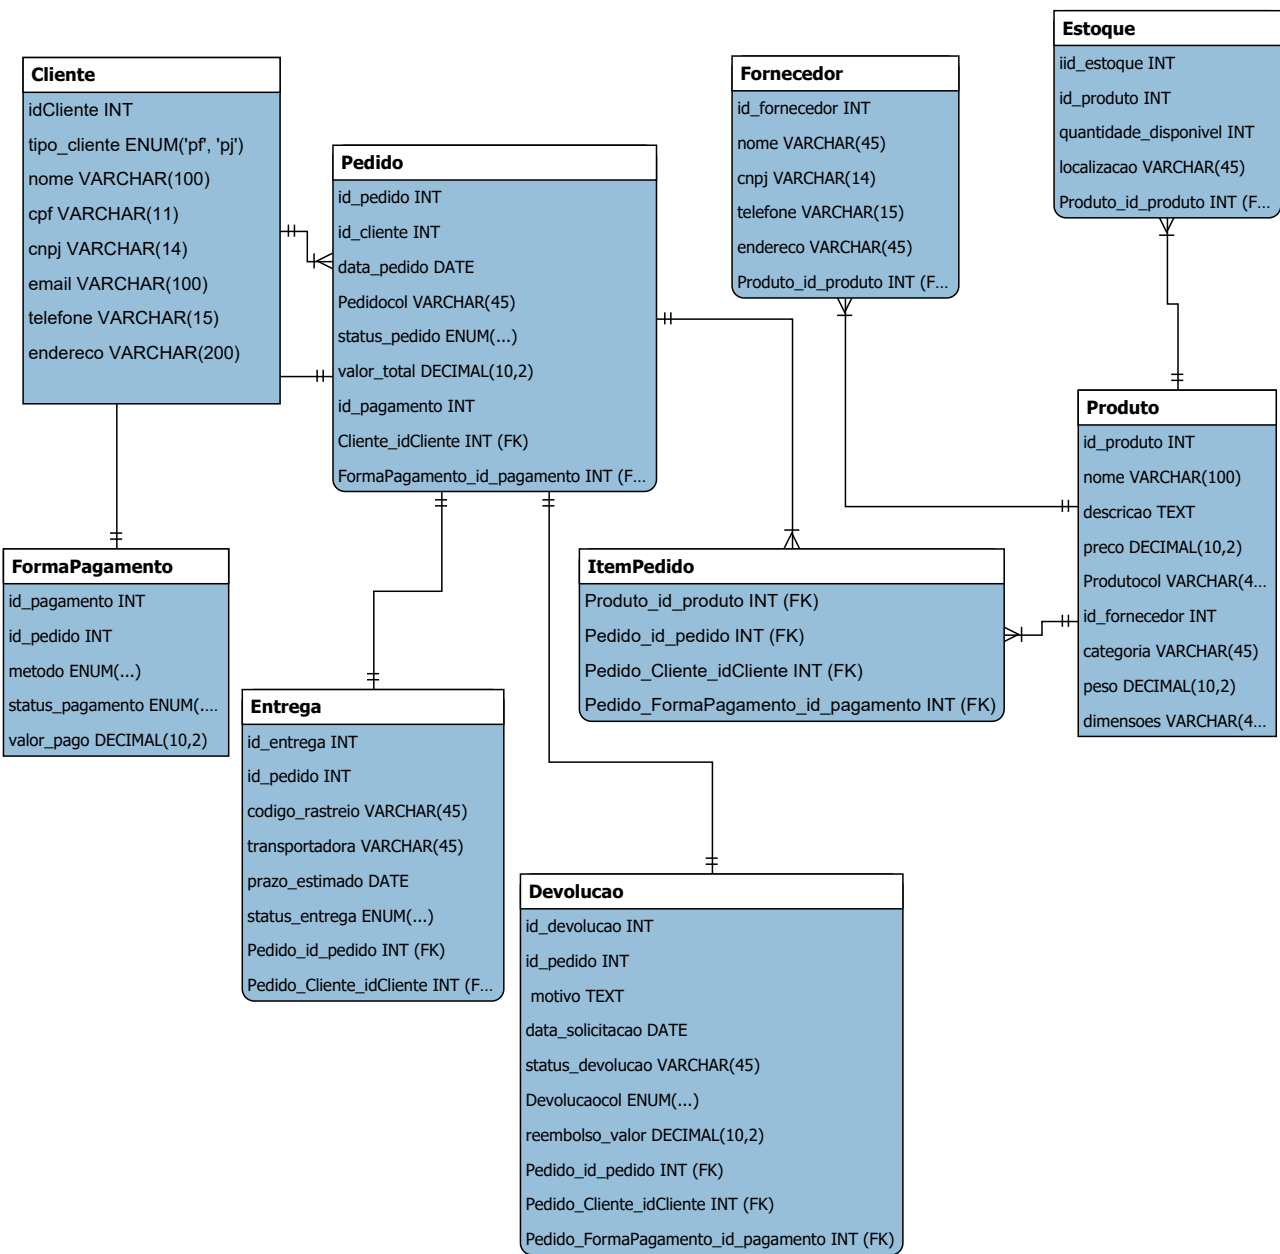 Cliente
idCliente INT
tipo_cliente ENUM('pf', 'pj')
nome VARCHAR(100)
cpf VARCHAR(11)
cnpj VARCHAR(14)
email VARCHAR(100)
telefone VARCHAR(15)
endereco VARCHAR(200)
Pedido
id_pedido INT
id_cliente INT
data_pedido DATE
Pedidocol VARCHAR(45)
status_pedido ENUM(...)
valor_total DECIMAL(10,2)
id_pagamento INT
Cliente_idCliente INT (FK)
FormaPagamento_id_pagamento INT (F...
Fornecedor
id_fornecedor INT
nome VARCHAR(45)
cnpj VARCHAR(14)
telefone VARCHAR(15)
endereco VARCHAR(45)
Produto_id_produto INT (F...
Estoque
iid_estoque INT
id_produto INT
quantidade_disponivel INT
localizacao VARCHAR(45)
Produto_id_produto INT (F...
Produto
id_produto INT
nome VARCHAR(100)
descricao TEXT
preco DECIMAL(10,2)
Produtocol VARCHAR(4...
id_fornecedor INT
categoria VARCHAR(45)
peso DECIMAL(10,2)
dimensoes VARCHAR(4...
FormaPagamento
id_pagamento INT
id_pedido INT
metodo ENUM(...)
status_pagamento ENUM(....
valor_pago DECIMAL(10,2)
ItemPedido
Produto_id_produto INT (FK)
Pedido_id_pedido INT (FK)
Pedido_Cliente_idCliente INT (FK)
Pedido_FormaPagamento_id_pagamento INT (FK)
Entrega
id_entrega INT
id_pedido INT
codigo_rastreio VARCHAR(45)
transportadora VARCHAR(45)
prazo_estimado DATE
status_entrega ENUM(...)
Pedido_id_pedido INT (FK)
Pedido_Cliente_idCliente INT (F...
Devolucao
id_devolucao INT
id_pedido INT
motivo TEXT
data_solicitacao DATE
status_devolucao VARCHAR(45)
Devolucaocol ENUM(...)
reembolso_valor DECIMAL(10,2)
Pedido_id_pedido INT (FK)
Pedido_Cliente_idCliente INT (FK)
Pedido_FormaPagamento_id_pagamento INT (FK)